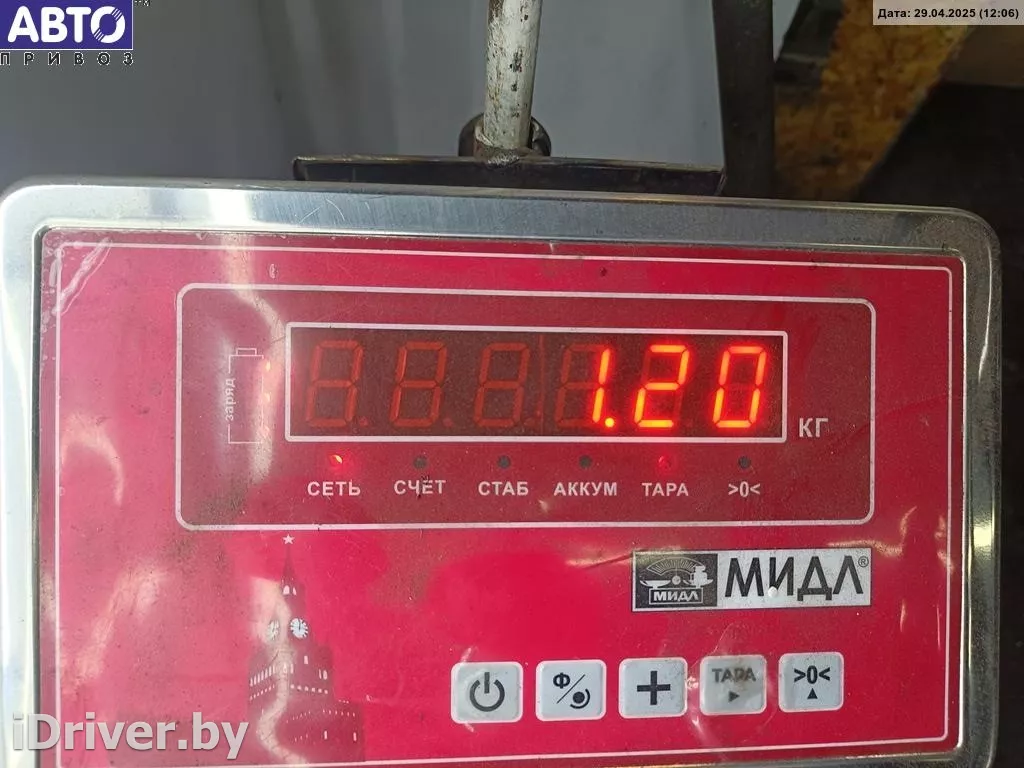 АВТО
ПРИВОЗ
TM
Дата: 29.04.2025 (12:06)
заряд
1.20
КГ
СЕТЬ СЧЁТ СТАБ АККУМ ТАРА >0<
МИДЛ
МИДЛ®
Ф/
+
ТАРА
>0<
iDriver.by